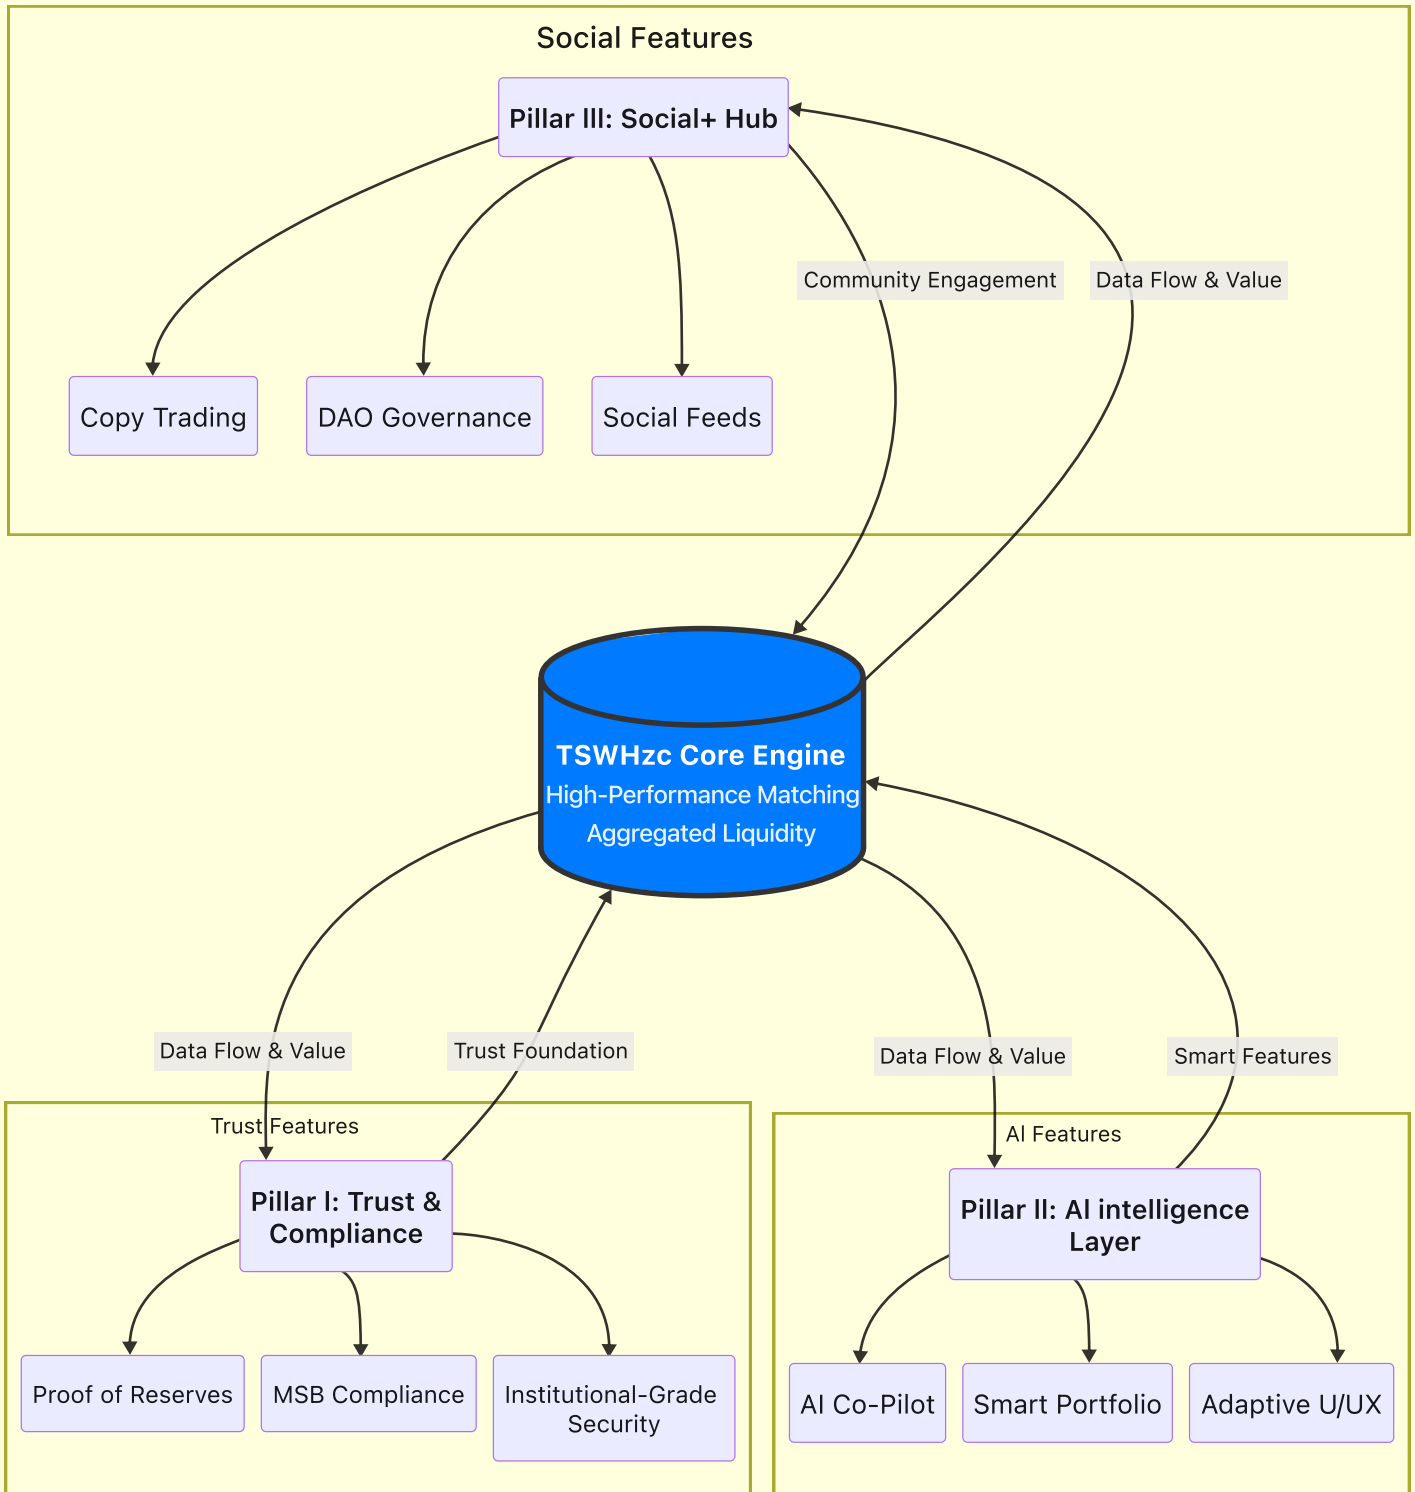 Social Features
Pillar III: Social+ Hub
Community Engagement
Data Flow & Value
Copy Trading
DAO Governance
Social Feeds
TSWHzc Core Engine
High-Performance Matching
Aggregated Liquidity
Data Flow & Value
Trust Foundation
Data Flow & Value
Smart Features
Trust Features
AI Features
Pillar I: Trust &
Compliance
Pillar II: AI intelligence
Layer
Proof of Reserves
MSB Compliance
Institutional-Grade
Security
AI Co-Pilot
Smart Portfolio
Adaptive U/UX